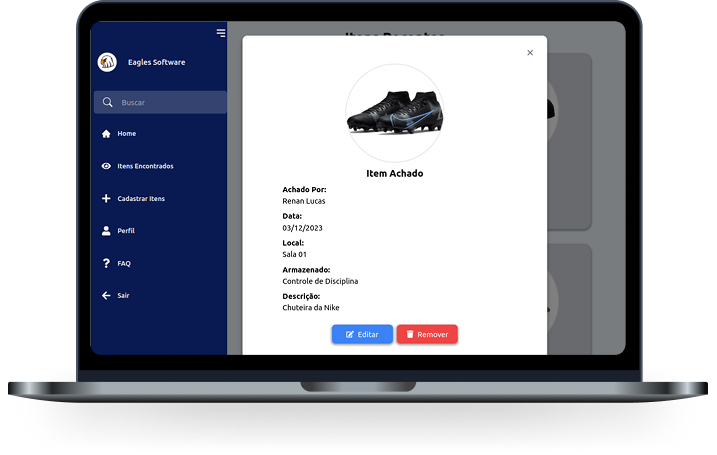 Eagles Software
Buscar
Home
Itens Encontrados
Cadastrar Itens
Perfil
FAQ
Sair
Itens Recentes
×
Item Achado
Achado Por:
Renan Lucas
Data:
03/12/2023
Local:
Sala 01
Armazenado:
Controle de Disciplina
Descrição:
Chuteira da Nike
Editar
Remover